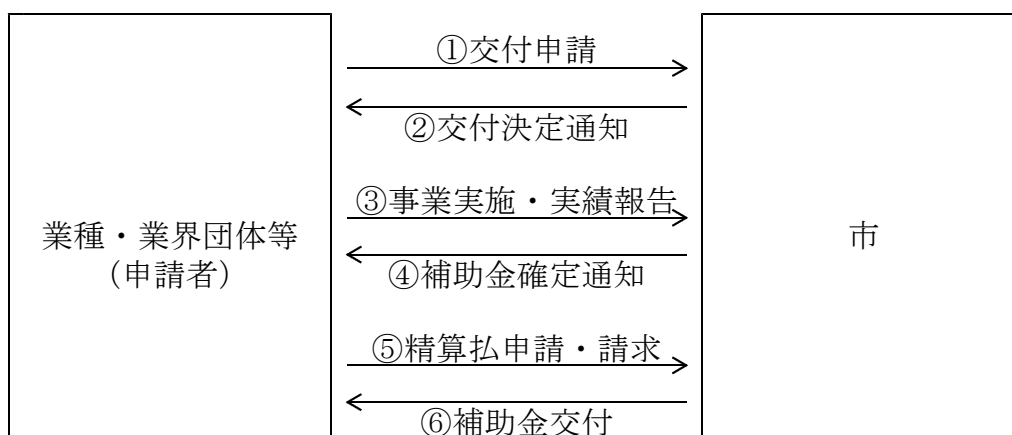 ①交付申請
②交付決定通知
③事業実施・実績報告
業種・業界団体等
（申請者）
市
④補助金確定通知
⑤精算払申請・請求
⑥補助金交付